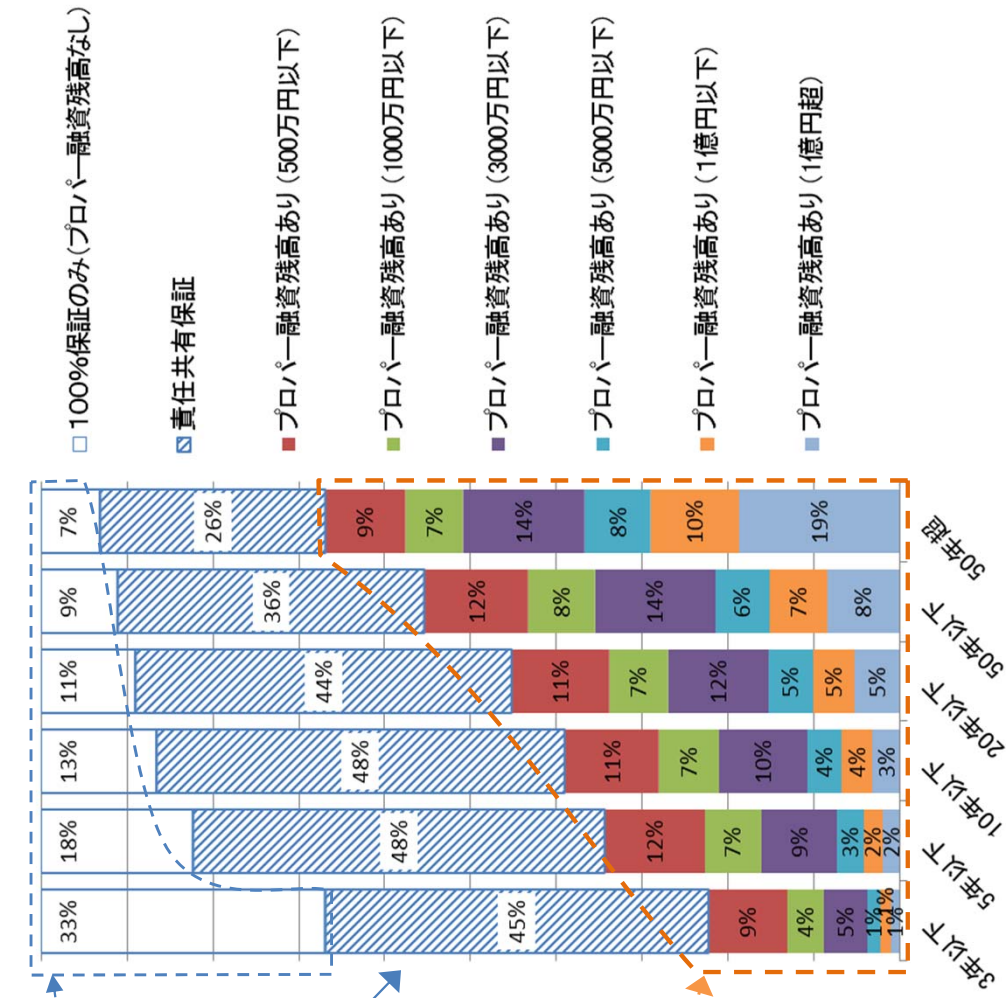 □ 100%保証のみ(プロパー融資残高なし)
責任共有保証
■ プロパー融資残高あり(500万円以下)
■ プロパー融資残高あり(1000万円以下)
■ プロパー融資残高あり(3000万円以下)
■ プロパー融資残高あり(5000万円以下)
■ プロパー融資残高あり(1億円以下)
■ プロパー融資残高あり(1億円超)
7% 26% 9% 7% 14% 8% 10% 19% 50年超
9% 36% 12% 8% 14% 6% 7% 8% 50年以下
11% 44% 11% 7% 12% 5% 5% 5% 20年以下
13% 48% 11% 7% 10% 4% 4% 3% 10年以下
18% 48% 12% 7% 9% 3% 2% 2% 5年以下
33% 45% 9% 4% 5% 1% 1% 1% 3年以下